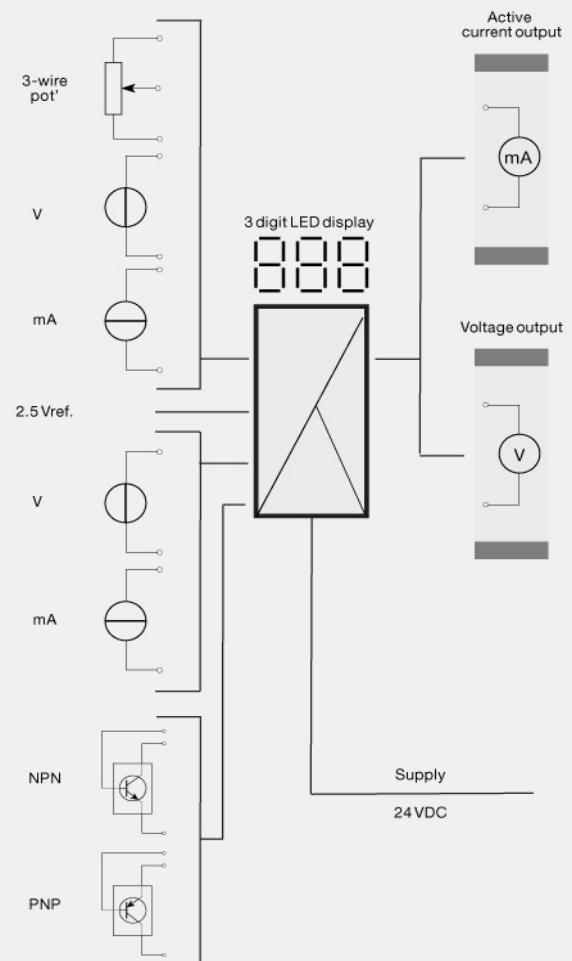 Active
current output
3-wire
pot'
mA
V
3 digit LED display
888
mA
Voltage output
2.5 Vref.
V
V
mA
NPN
Supply
24 VDC
PNP